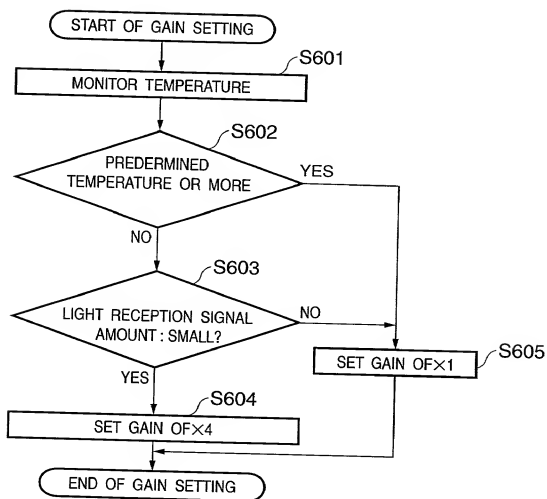 START OF GAIN SETTING
S601
MONITOR TEMPERATURE
S602
PREDERMINED
TEMPERATURE OR MORE
YES
NO
S603
LIGHT RECEPTION SIGNAL
AMOUNT : SMALL?
NO
YES
S605
SET GAIN OF×1
S604
SET GAIN OF×4
END OF GAIN SETTING